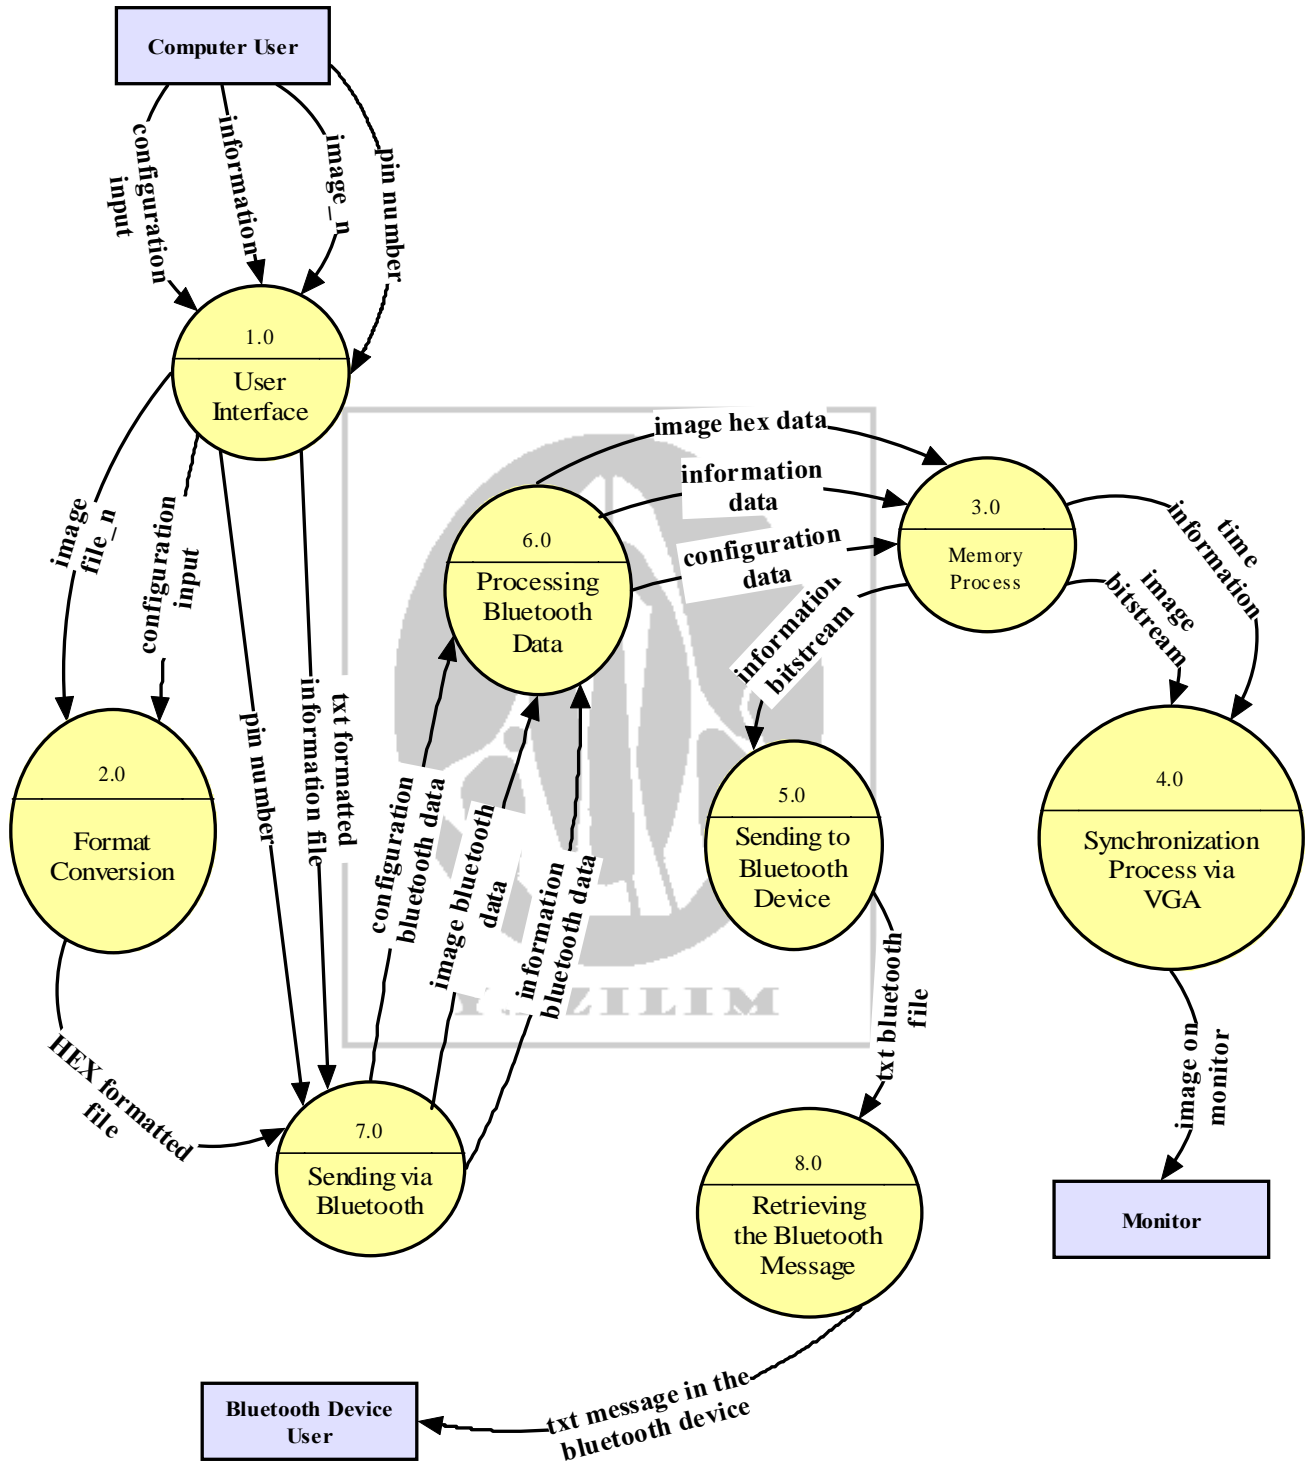 Computer User
configuration
input
information
image_n
pin number
1.0
User
Interface
image
file_n
configuration
input
pin number
txt formatted
information file
2.0
Format
Conversion
HEX formatted
file
7.0
Sending via
Bluetooth
configuration
bluetooth data
image bluetooth
data
information
bluetooth data
6.0
Processing
Bluetooth
Data
image hex data
information
data
configuration
data
3.0
Memory
Process
information
bitstream
time
information
image
bitstream
5.0
Sending to
Bluetooth
Device
4.0
Synchronization
Process via
VGA
txt bluetooth
file
image on
monitor
8.0
Retrieving
the Bluetooth
Message
Monitor
txt message in the
bluetooth device
Bluetooth Device
User